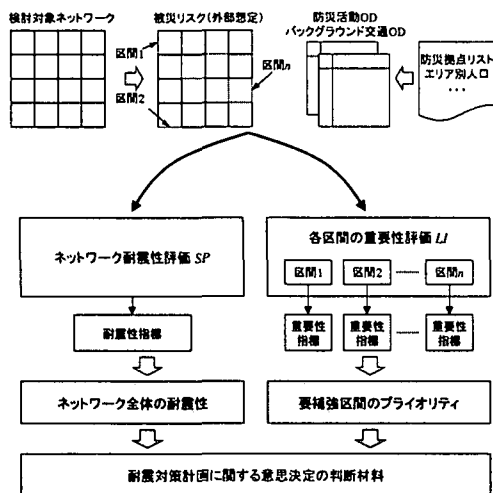 検討対象ネットワーク
被災リスク(外部想定)
防災活動OD
バックグラウンド交通OD
区間1
区間2
区間n
防災拠点リスト
エリア別人口
...
ネットワーク耐震性評価 SP
各区間の重要性評価 LI
区間1
区間2
区間n
耐震性指標
重要性
指標
重要性
指標
重要性
指標
ネットワーク全体の耐震性
要補強区間のプライオリティ
耐震対策計画に関する意思決定の判断材料